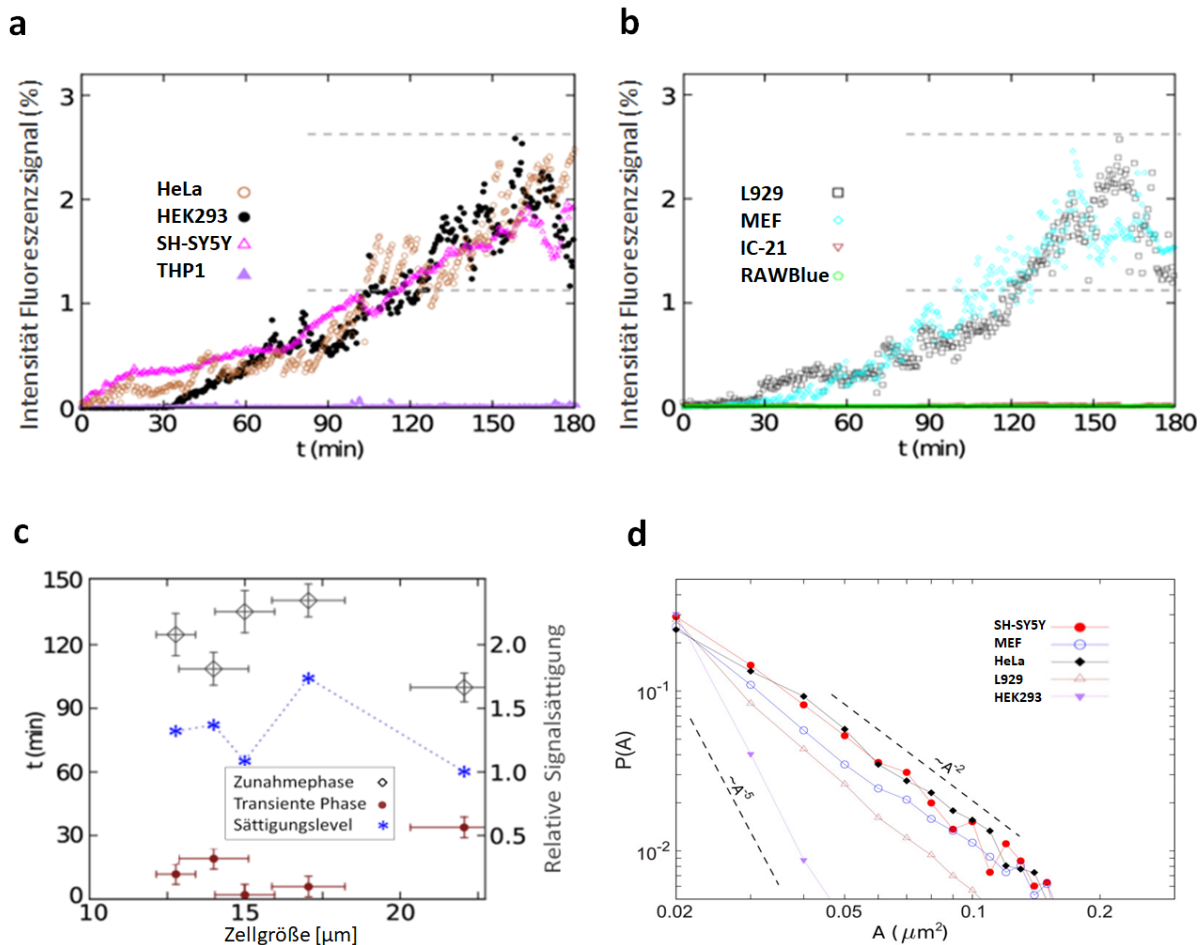 a
Intensität Fluoreszenzsignal (%)
3
2
1
0
HeLa
HEK293
SH-SY5Y
THP1
0 30 60 90 120 150 180
t (min)
b
Intensität Fluoreszenzsignal (%)
3
2
1
0
L929
MEF
IC-21
RAWBlue
0 30 60 90 120 150 180
t (min)
c
t (min)
150
120
90
60
30
0
2.0
1.5
1.0
0.5
Relative Signalsättigung
Zunahmephase
Transiente Phase
Sättigungslevel
10 15 20
Zellgröße [µm]
d
P(A)
10⁻¹
10⁻²
SH-SY5Y
MEF
HeLa
L929
HEK293
~A⁻²
~A⁻⁵
0.02 0.05 0.1 0.2
A (µm²)